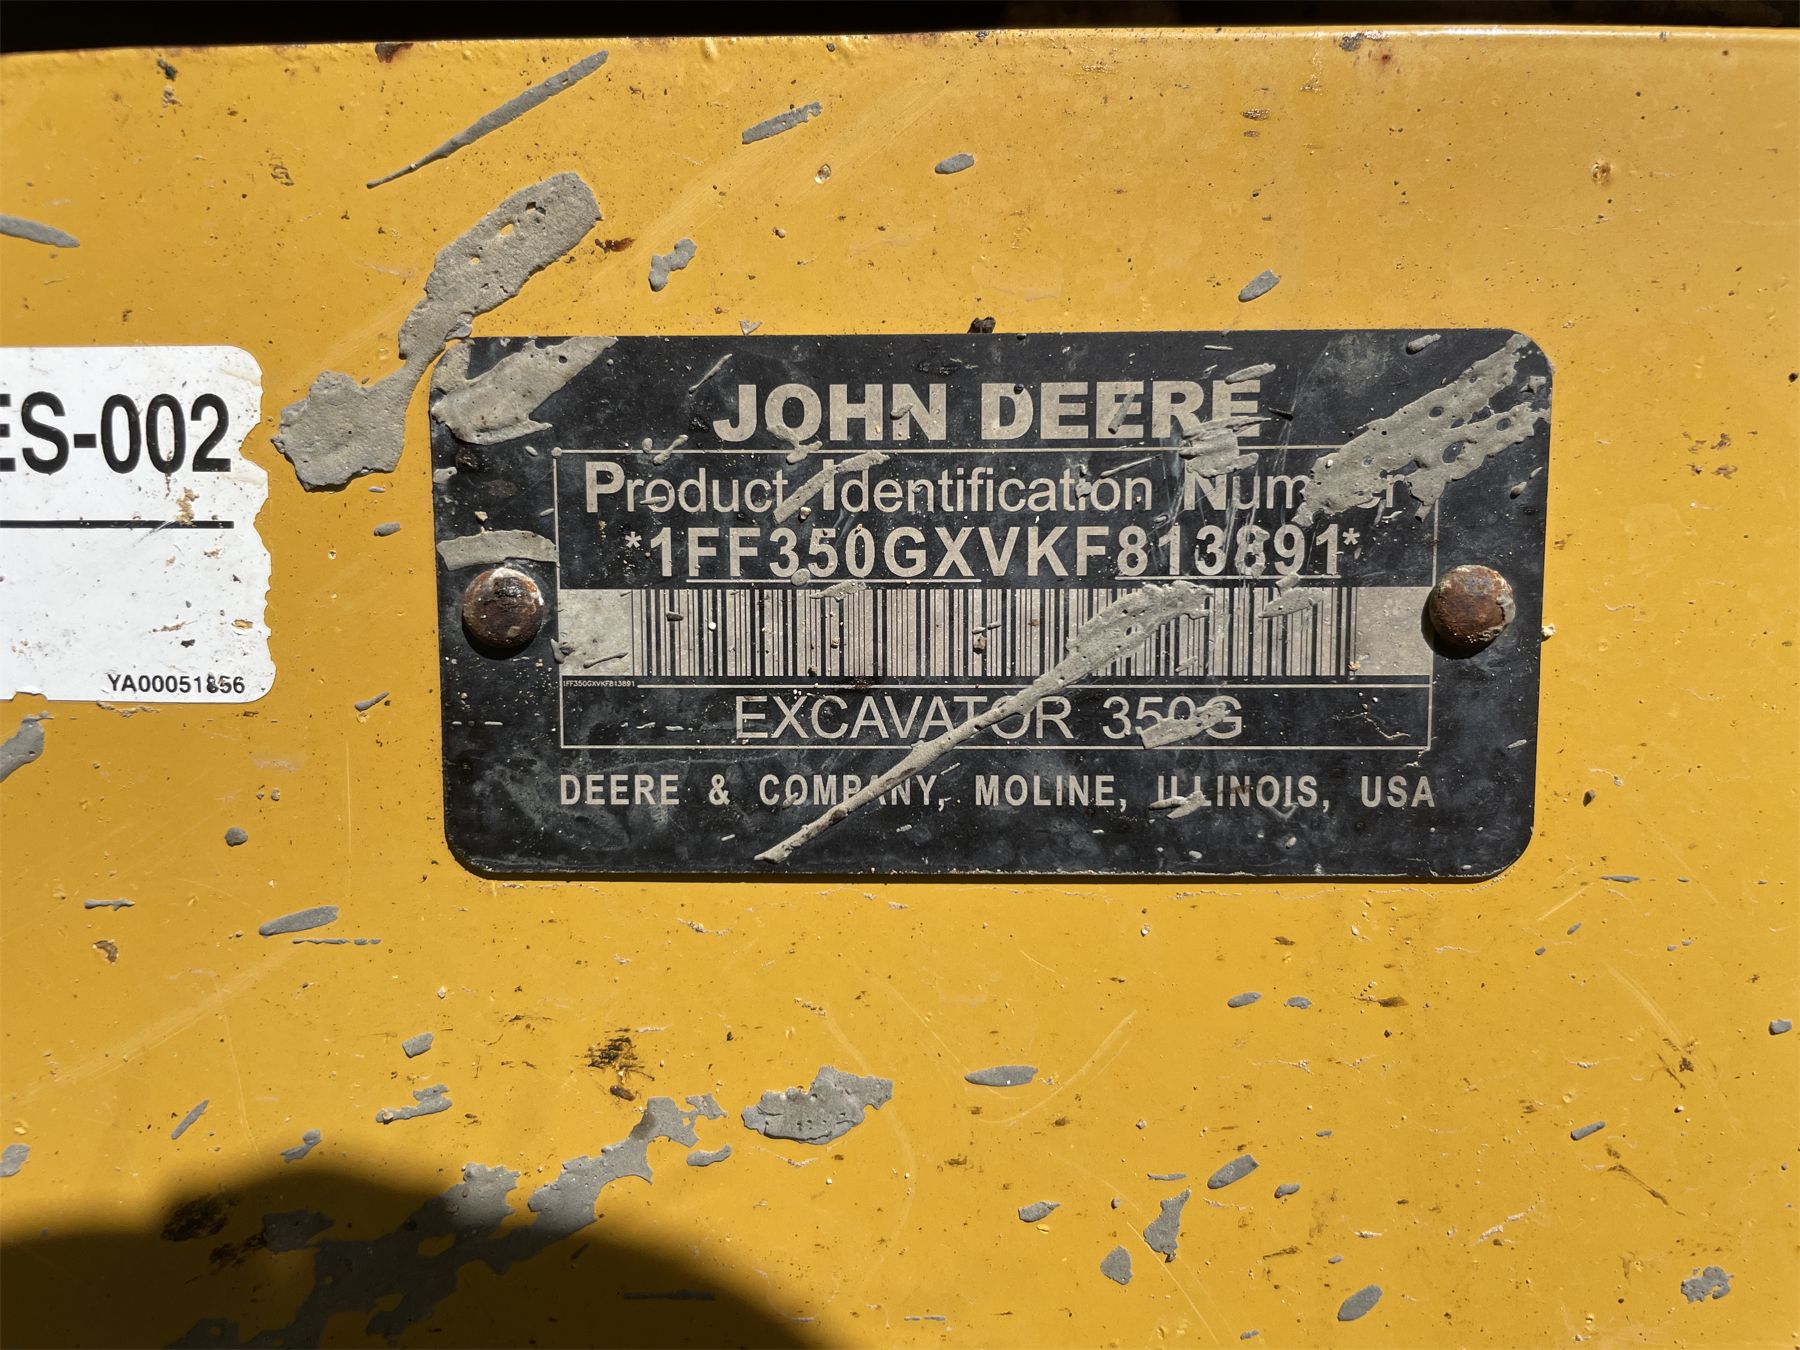 ES-002
YA00051856
JOHN DEERE
Product Identification Number
*1FF350GXVKF813891*
1FF350GXVKF813891
EXCAVATOR 350G
DEERE & COMPANY, MOLINE, ILLINOIS, USA